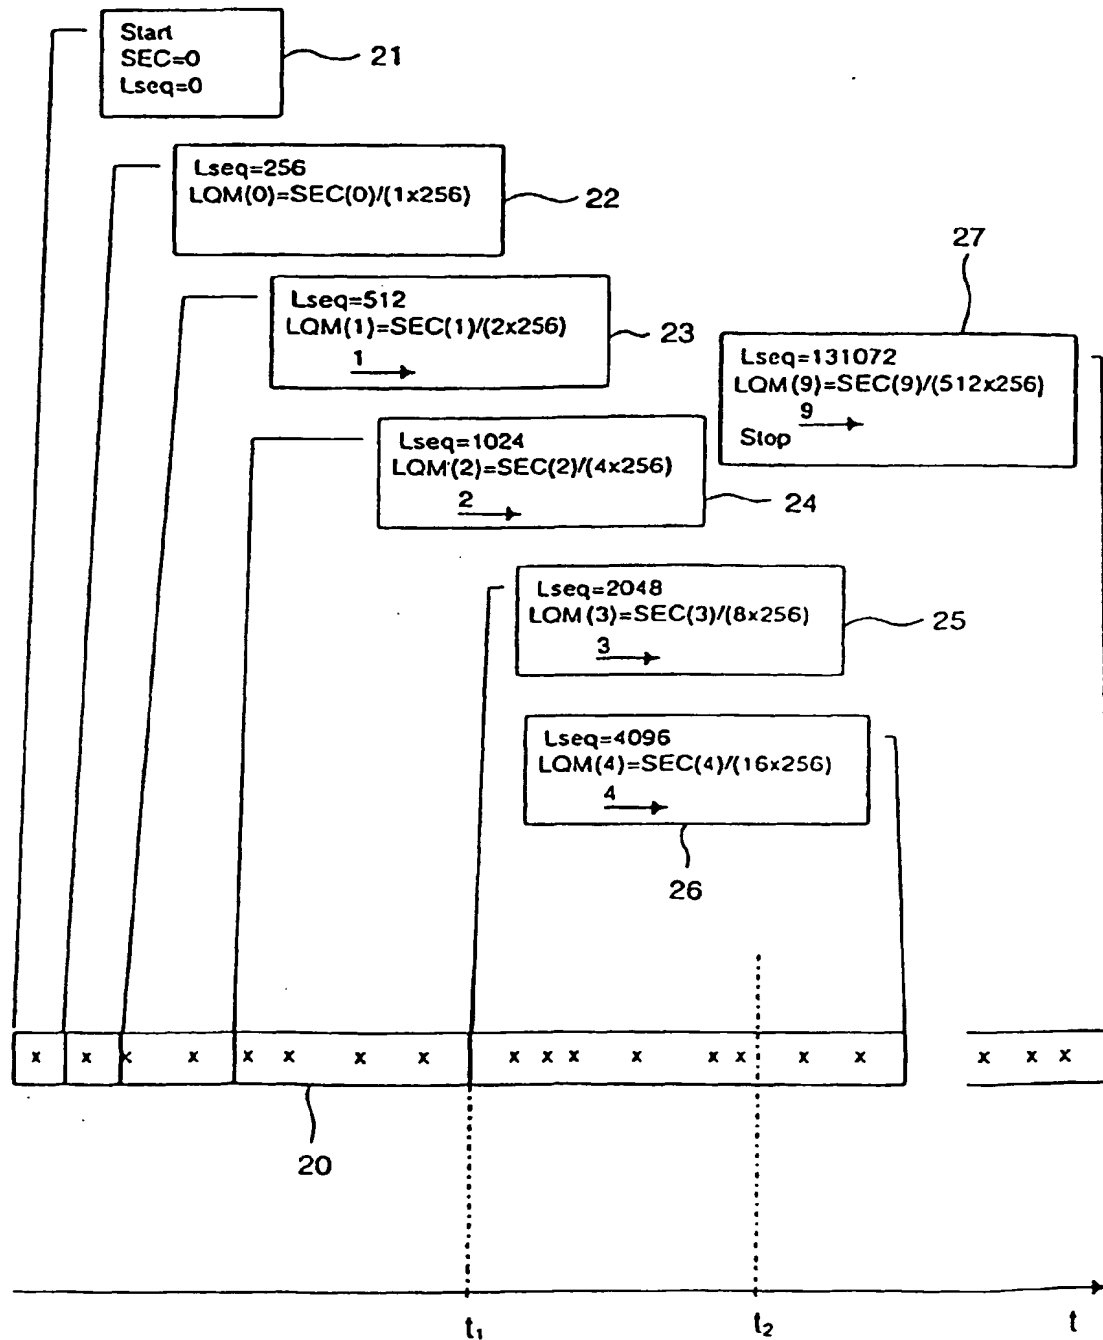 Start
SEC=0
Lseq=0
21
Lseq=256
LQM(0)=SEC(0)/(1x256)
22
Lseq=512
LQM(1)=SEC(1)/(2x256)
1
23
27
Lseq=131072
LQM(9)=SEC(9)/(512x256)
9
Stop
Lseq=1024
LQM(2)=SEC(2)/(4x256)
2
24
Lseq=2048
LQM(3)=SEC(3)/(8x256)
3
25
Lseq=4096
LQM(4)=SEC(4)/(16x256)
4
26
x x x x x x x x x x x x x x x x x x x
20
t₁ t₂ t